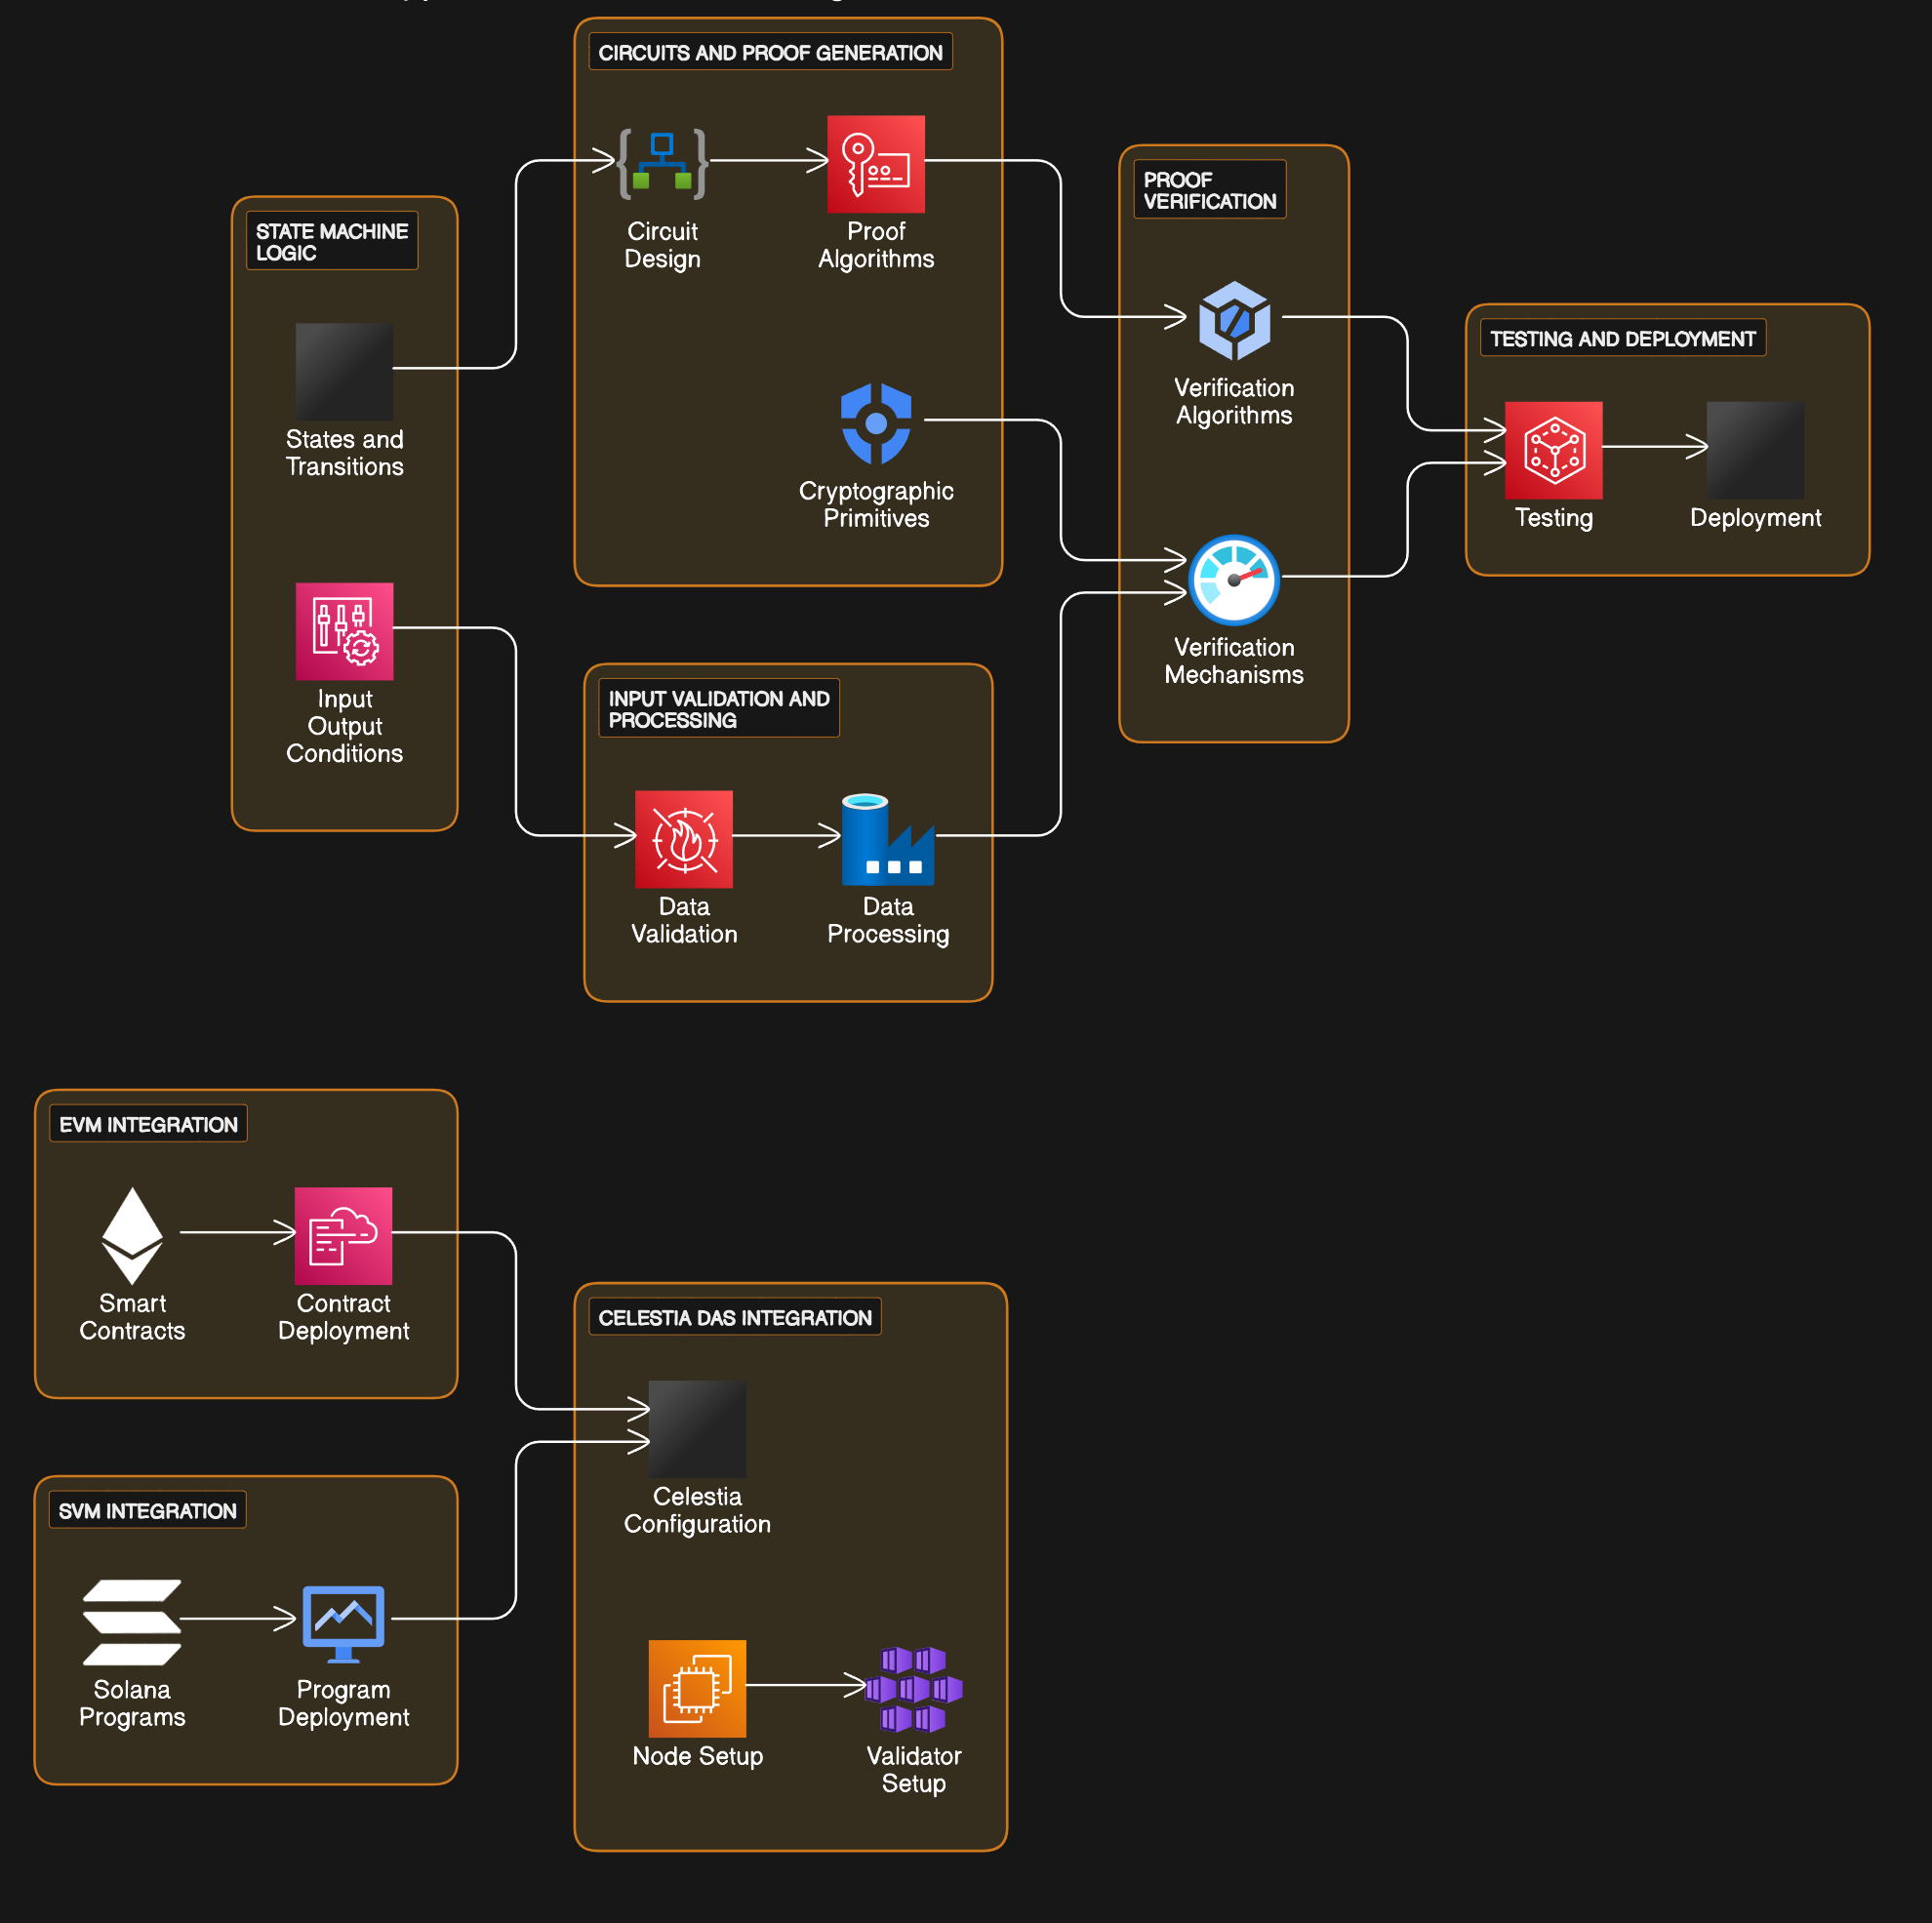 CIRCUITS AND PROOF GENERATION
Circuit
Design
Proof
Algorithms
Cryptographic
Primitives
STATE MACHINE
LOGIC
States and
Transitions
Input
Output
Conditions
INPUT VALIDATION AND
PROCESSING
Data
Validation
Data
Processing
PROOF
VERIFICATION
Verification
Algorithms
Verification
Mechanisms
TESTING AND DEPLOYMENT
Testing
Deployment
EVM INTEGRATION
Smart
Contracts
Contract
Deployment
SVM INTEGRATION
Solana
Programs
Program
Deployment
CELESTIA DAS INTEGRATION
Celestia
Configuration
Node Setup
Validator
Setup